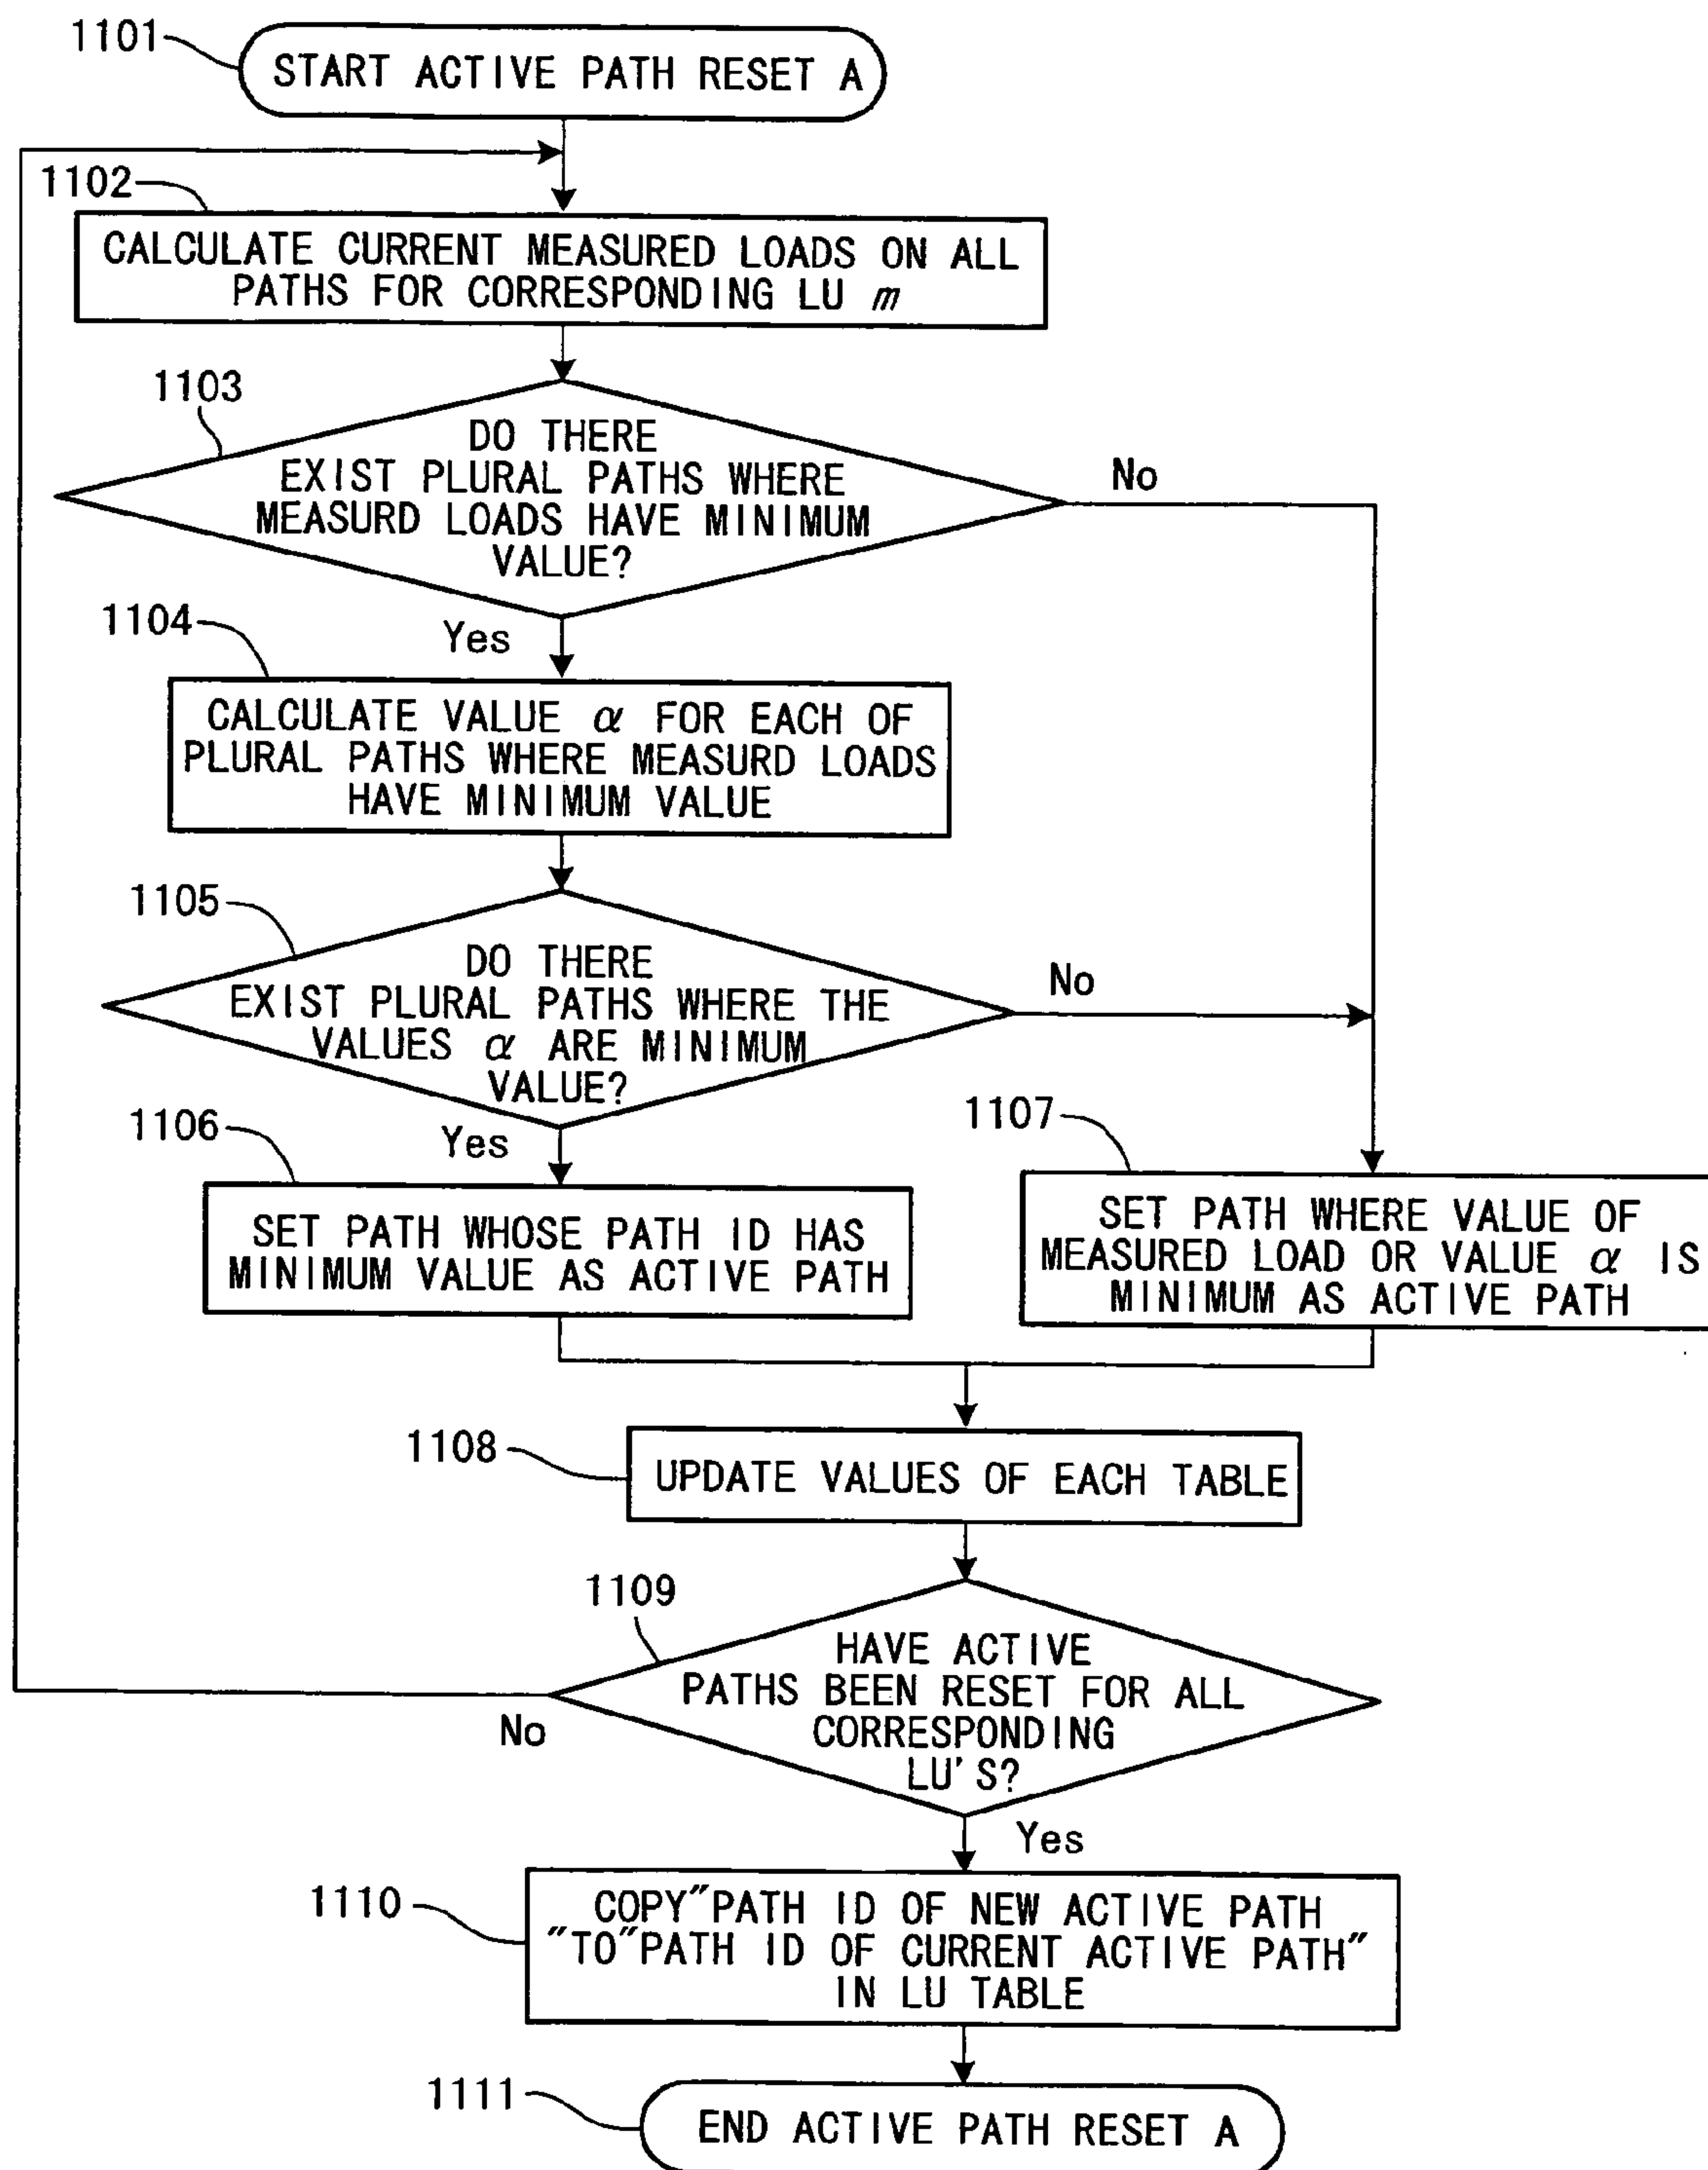 1101
START ACTIVE PATH RESET A
1102
CALCULATE CURRENT MEASURED LOADS ON ALL
PATHS FOR CORRESPONDING LU m
1103
DO THERE
EXIST PLURAL PATHS WHERE
MEASURD LOADS HAVE MINIMUM
VALUE?
No
Yes
1104
CALCULATE VALUE α FOR EACH OF
PLURAL PATHS WHERE MEASURD LOADS
HAVE MINIMUM VALUE
1105
DO THERE
EXIST PLURAL PATHS WHERE THE
VALUES α ARE MINIMUM
VALUE?
No
Yes
1106
SET PATH WHOSE PATH ID HAS
MINIMUM VALUE AS ACTIVE PATH
1107
SET PATH WHERE VALUE OF
MEASURED LOAD OR VALUE α IS
MINIMUM AS ACTIVE PATH
1108
UPDATE VALUES OF EACH TABLE
1109
HAVE ACTIVE
PATHS BEEN RESET FOR ALL
CORRESPONDING
LU'S?
No
Yes
1110
COPY"PATH ID OF NEW ACTIVE PATH
"TO"PATH ID OF CURRENT ACTIVE PATH"
IN LU TABLE
1111
END ACTIVE PATH RESET A